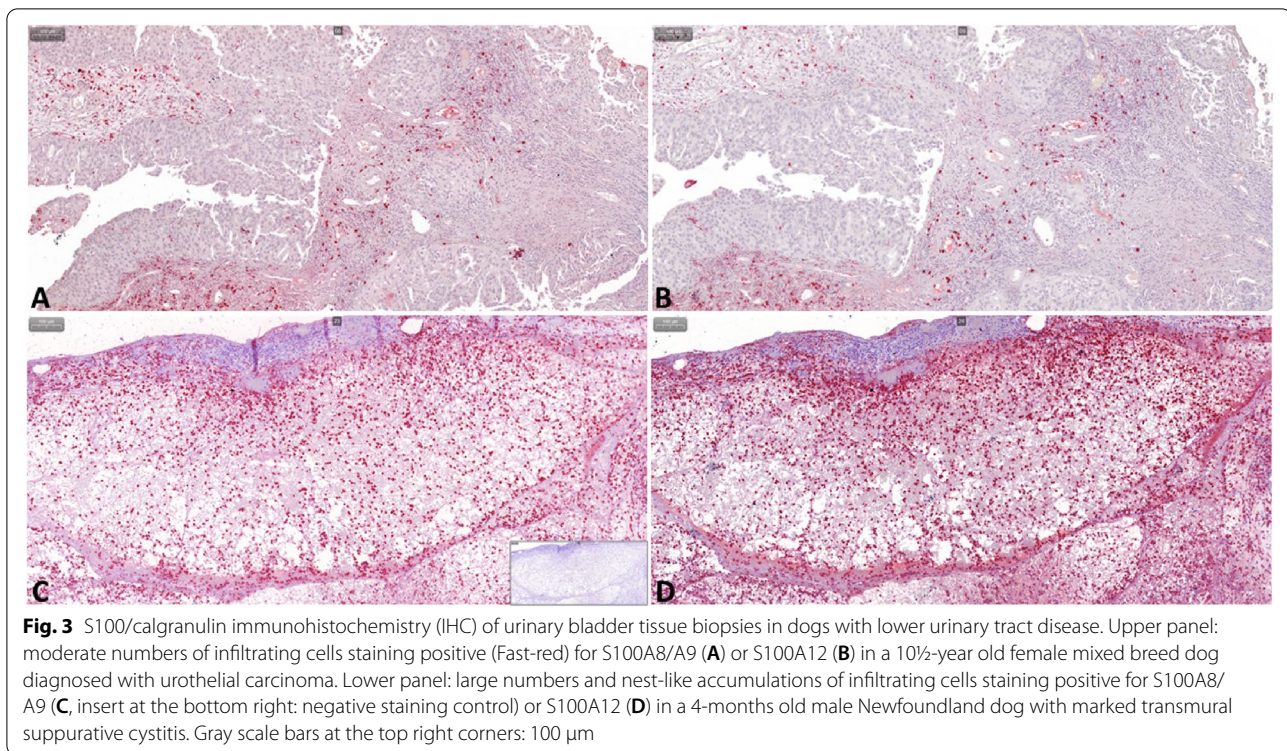 A
B
C
D
Fig. 3 S100/calgranulin immunohistochemistry (IHC) of urinary bladder tissue biopsies in dogs with lower urinary tract disease. Upper panel:
moderate numbers of infiltrating cells staining positive (Fast-red) for S100A8/A9 (A) or S100A12 (B) in a 10½-year old female mixed breed dog
diagnosed with urothelial carcinoma. Lower panel: large numbers and nest-like accumulations of infiltrating cells staining positive for S100A8/
A9 (C, insert at the bottom right: negative staining control) or S100A12 (D) in a 4-months old male Newfoundland dog with marked transmural
suppurative cystitis. Gray scale bars at the top right corners: 100 μm